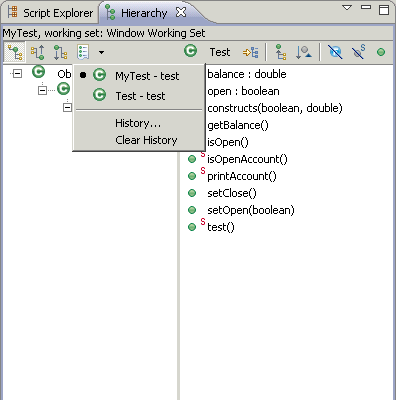 Script Explorer
Hierarchy
MyTest, working set: Window Working Set
Test
Ob
MyTest - test
Test - test
History...
Clear History
balance : double
open : boolean
constructs(boolean, double)
getBalance()
isOpen()
S isOpenAccount()
S printAccount()
setClose()
setOpen(boolean)
S test()